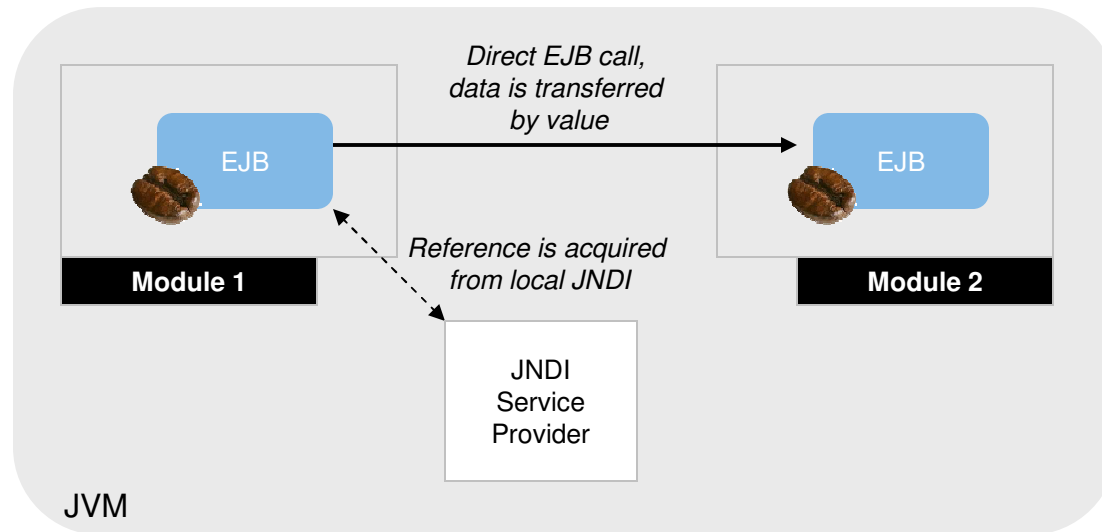 Direct EJB call,
data is transferred
by value
EJB
EJB
Reference is acquired
from local JNDI
Module 1
Module 2
JNDI
Service
Provider
JVM